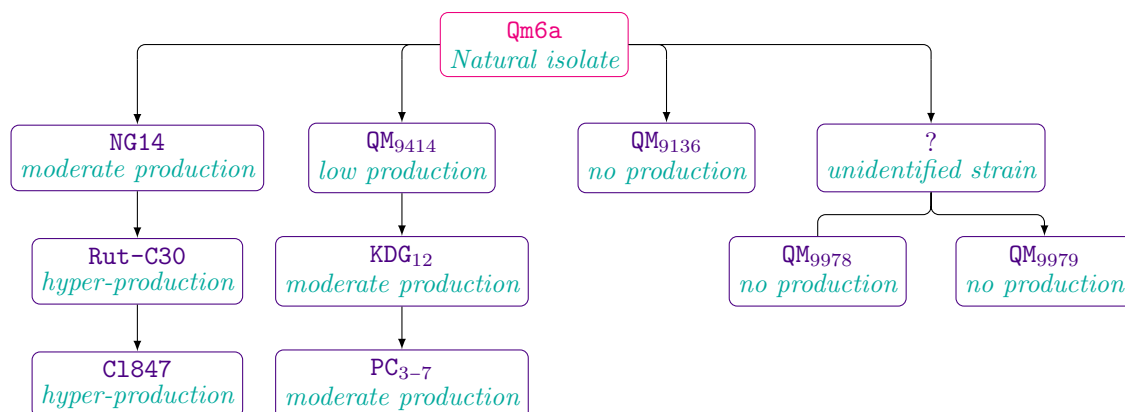 Qm6a
Natural isolate
NG14
moderate production
QM₉₄₁₄
low production
QM₉₁₃₆
no production
?
unidentified strain
Rut-C30
hyper-production
KDG₁₂
moderate production
QM₉₉₇₈
no production
QM₉₉₇₉
no production
Cl847
hyper-production
PC₃₋₇
moderate production